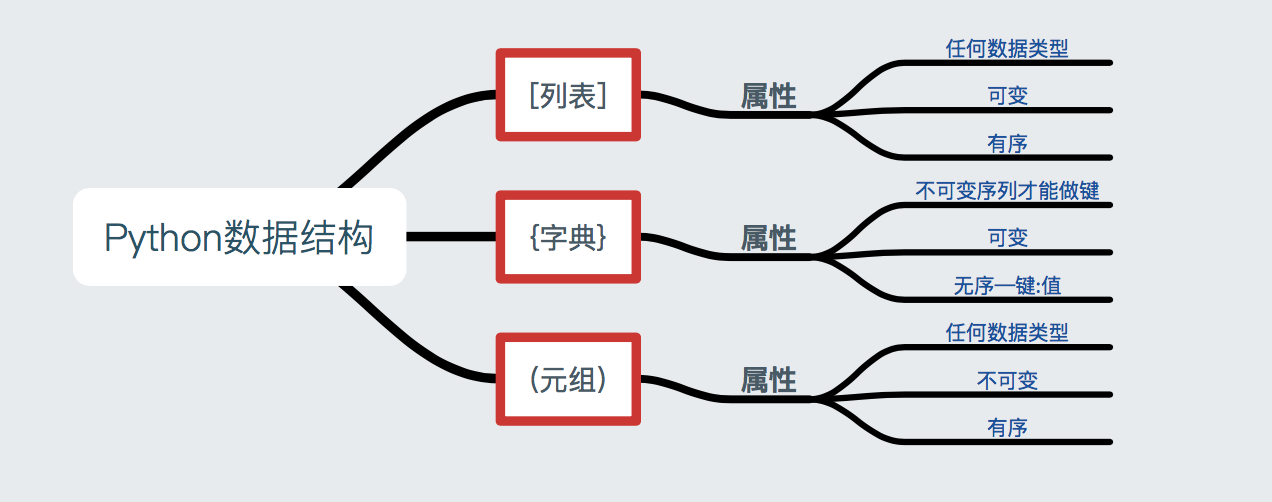 Python数据结构
[列表]
属性
任何数据类型
可变
有序
{字典}
属性
不可变序列才能做键
可变
无序—键:值
(元组)
属性
任何数据类型
不可变
有序